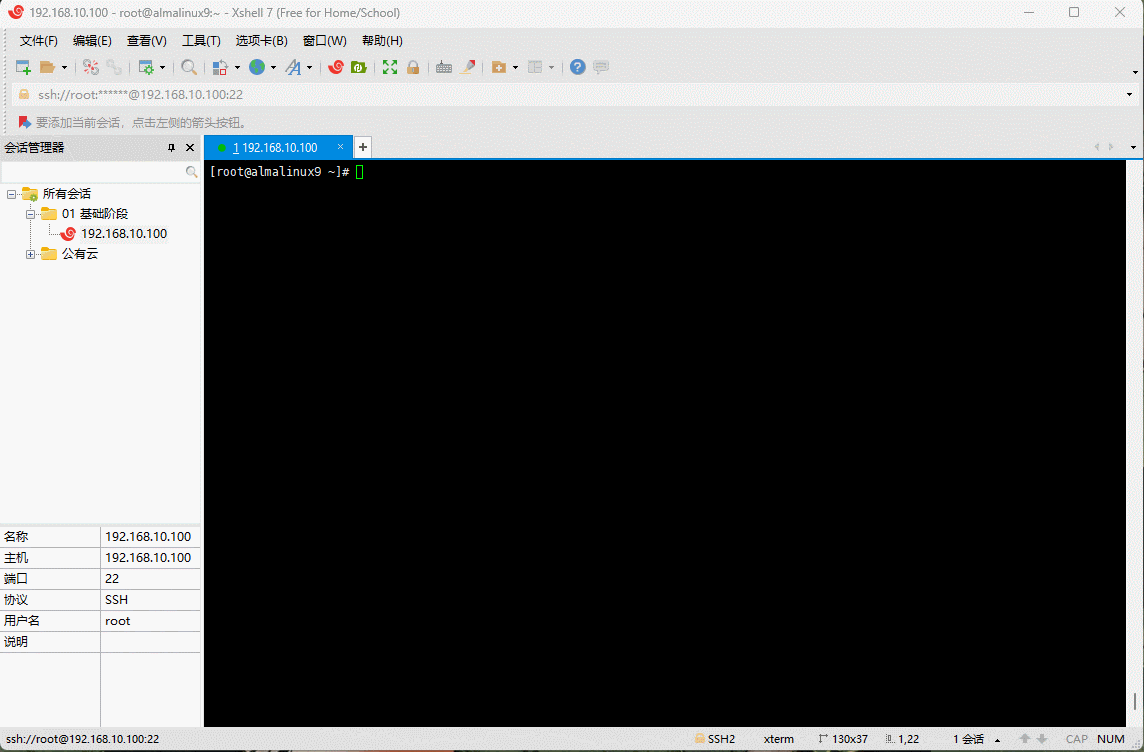 192.168.10.100 - root@almalinux9:~ - Xshell 7 (Free for Home/School)
文件(F) 编辑(E) 查看(V) 工具(T) 选项卡(B) 窗口(W) 帮助(H)
ssh://root:******@192.168.10.100:22
要添加当前会话，点击左侧的箭头按钮。
会话管理器
1 192.168.10.100
[root@almalinux9 ~]#
所有会话
01 基础阶段
192.168.10.100
公有云
名称 192.168.10.100
主机 192.168.10.100
端口 22
协议 SSH
用户名 root
说明
ssh://root@192.168.10.100:22 SSH2 xterm 130x37 1,22 1 会话 CAP NUM